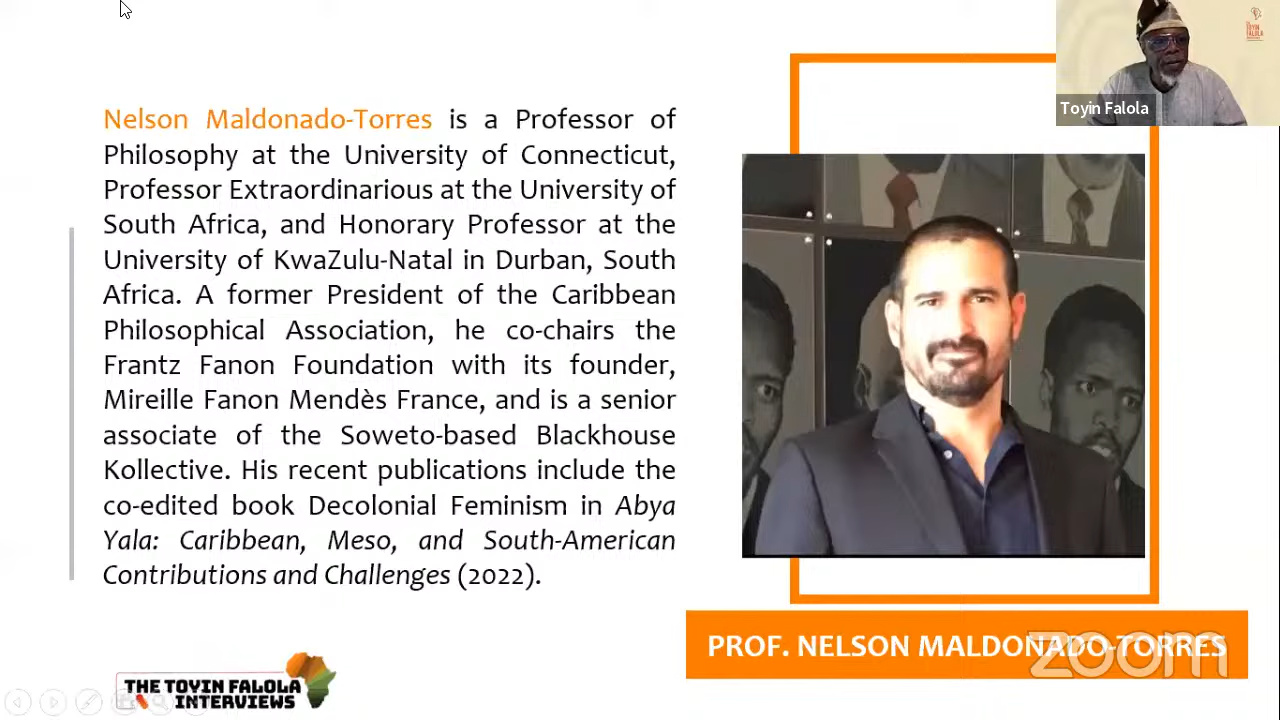 Nelson Maldonado-Torres is a Professor of
Philosophy at the University of Connecticut,
Professor Extraordinarious at the University of
South Africa, and Honorary Professor at the
University of KwaZulu-Natal in Durban, South
Africa. A former President of the Caribbean
Philosophical Association, he co-chairs the
Frantz Fanon Foundation with its founder,
Mireille Fanon Mendès France, and is a senior
associate of the Soweto-based Blackhouse
Kollective. His recent publications include the
co-edited book Decolonial Feminism in Abya
Yala: Caribbean, Meso, and South-American
Contributions and Challenges (2022).
Toyin Falola
TOYIN
FALOLA
PROF. NELSON MALDONADO-TORRES
zoom
THE TOYIN FALOLA
INTERVIEWS